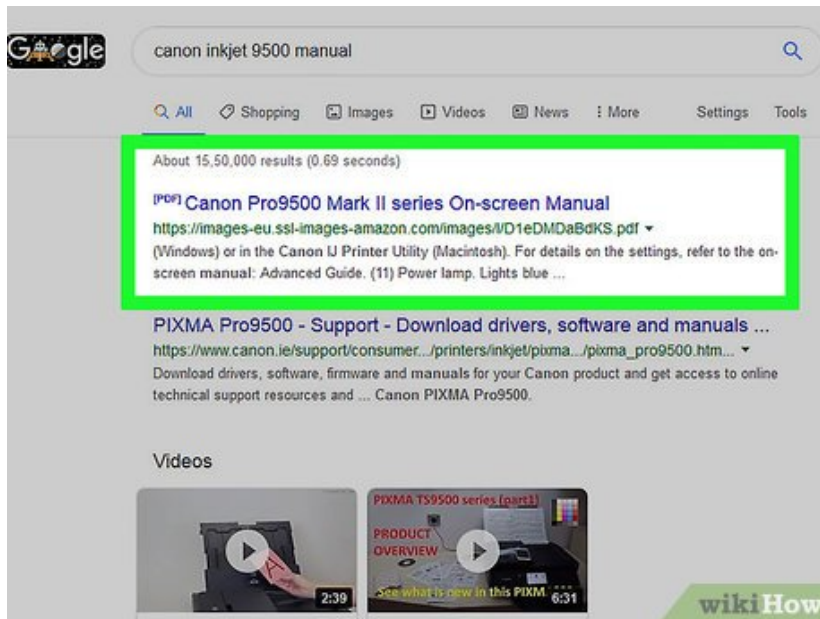 Google
canon inkjet 9500 manual
All Shopping Images Videos News More Settings Tools
About 15,50,000 results (0.69 seconds)
[PDF] Canon Pro9500 Mark II series On-screen Manual
https://images-eu.ssl-images-amazon.com/images/I/D1eDMDaBdKS.pdf
(Windows) or in the Canon IJ Printer Utility (Macintosh). For details on the settings, refer to the on-
screen manual: Advanced Guide. (11) Power lamp. Lights blue ...
PIXMA Pro9500 - Support - Download drivers, software and manuals ...
https://www.canon.ie/support/consumer.../printers/inkjet/pixma.../pixma_pro9500.htm...
Download drivers, software, firmware and manuals for your Canon product and get access to online
technical support resources and ... Canon PIXMA Pro9500.
Videos
PIXMA TS9500 series (part1)
PRODUCT
OVERVIEW
A
2:39
See what is new in this PIXM
6:31
wikiHow